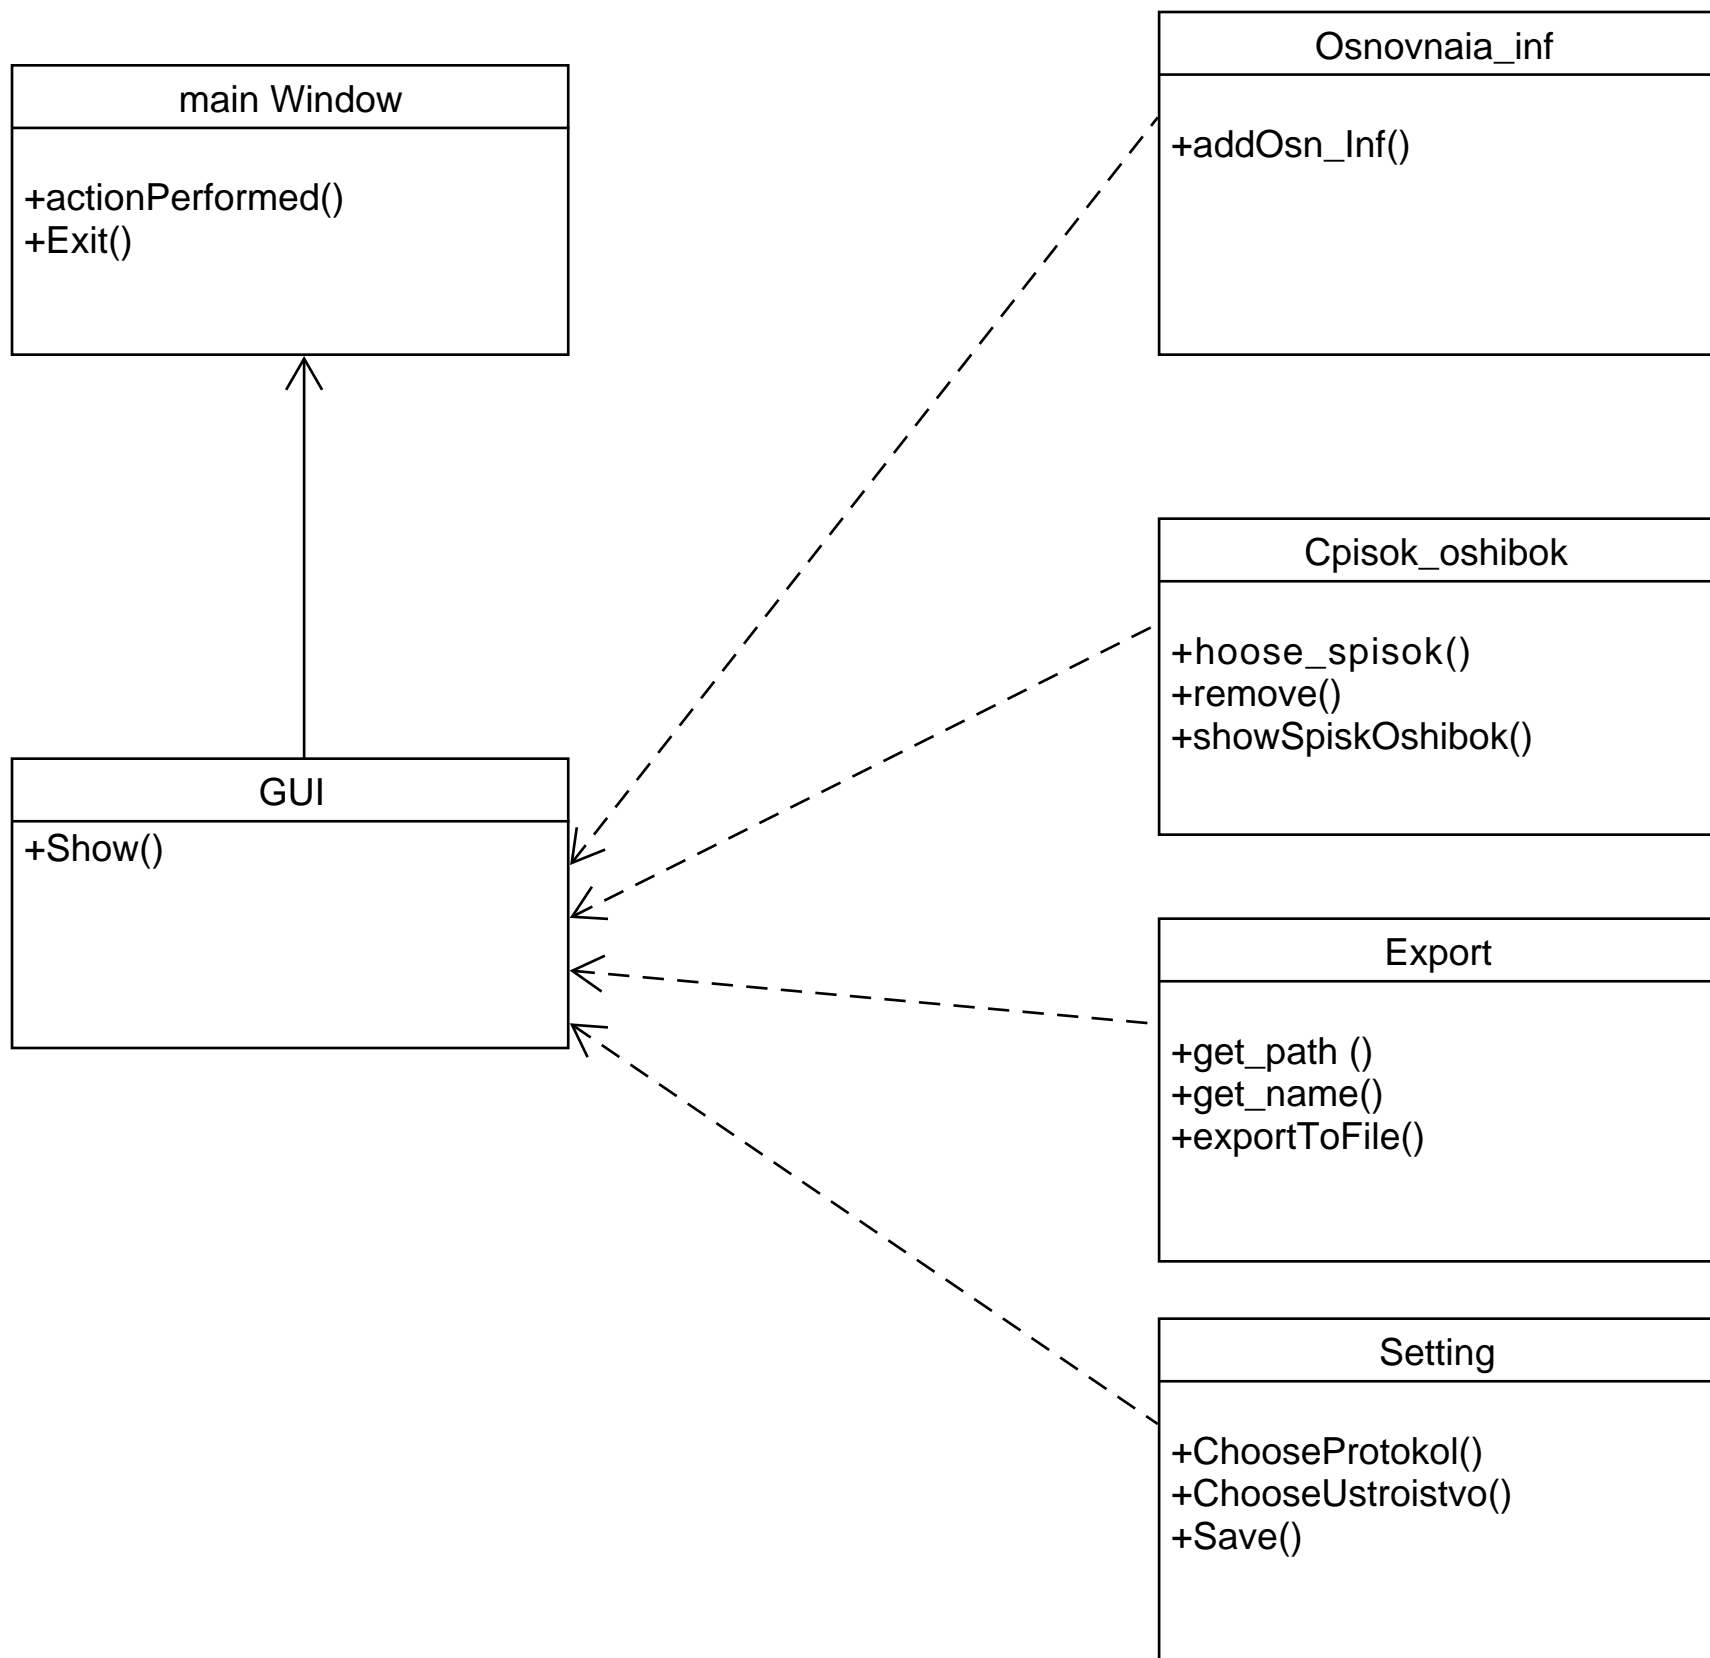 main Window
+actionPerformed()
+Exit()
GUI
+Show()
Osnovnaia_inf
+addOsn_Inf()
Cpisok_oshibok
+hoose_spisok()
+remove()
+showSpiskOshibok()
Export
+get_path ()
+get_name()
+exportToFile()
Setting
+ChooseProtokol()
+ChooseUstroistvo()
+Save()